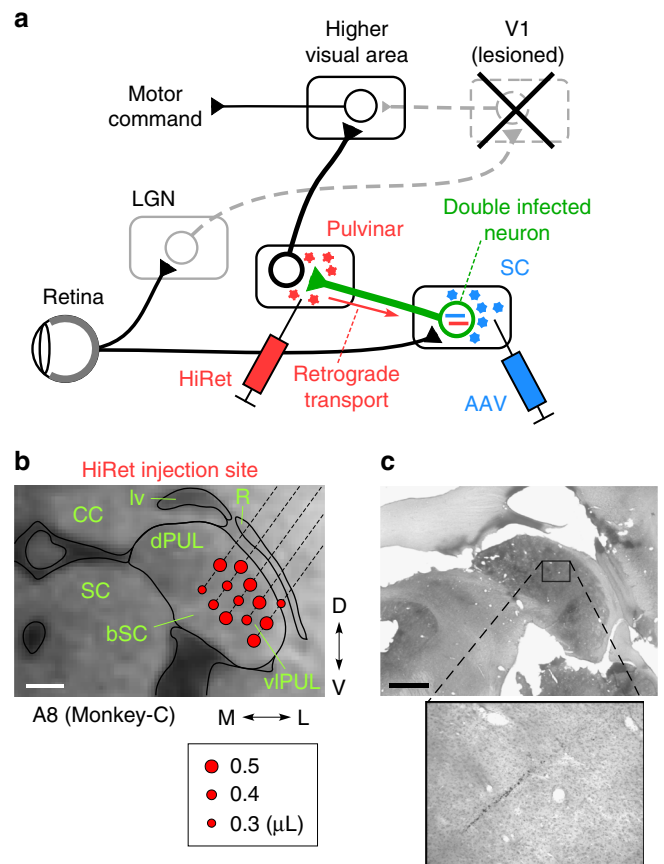 a
Higher
visual area
V1
(lesioned)
Motor
command
LGN
Pulvinar
Double infected
neuron
SC
Retina
HiRet
Retrograde
transport
AAV
b
HiRet injection site
c
lv
R
CC
dPUL
SC
bSC
vlPUL
D
V
A8 (Monkey-C)
M
L
0.5
0.4
0.3 (μL)